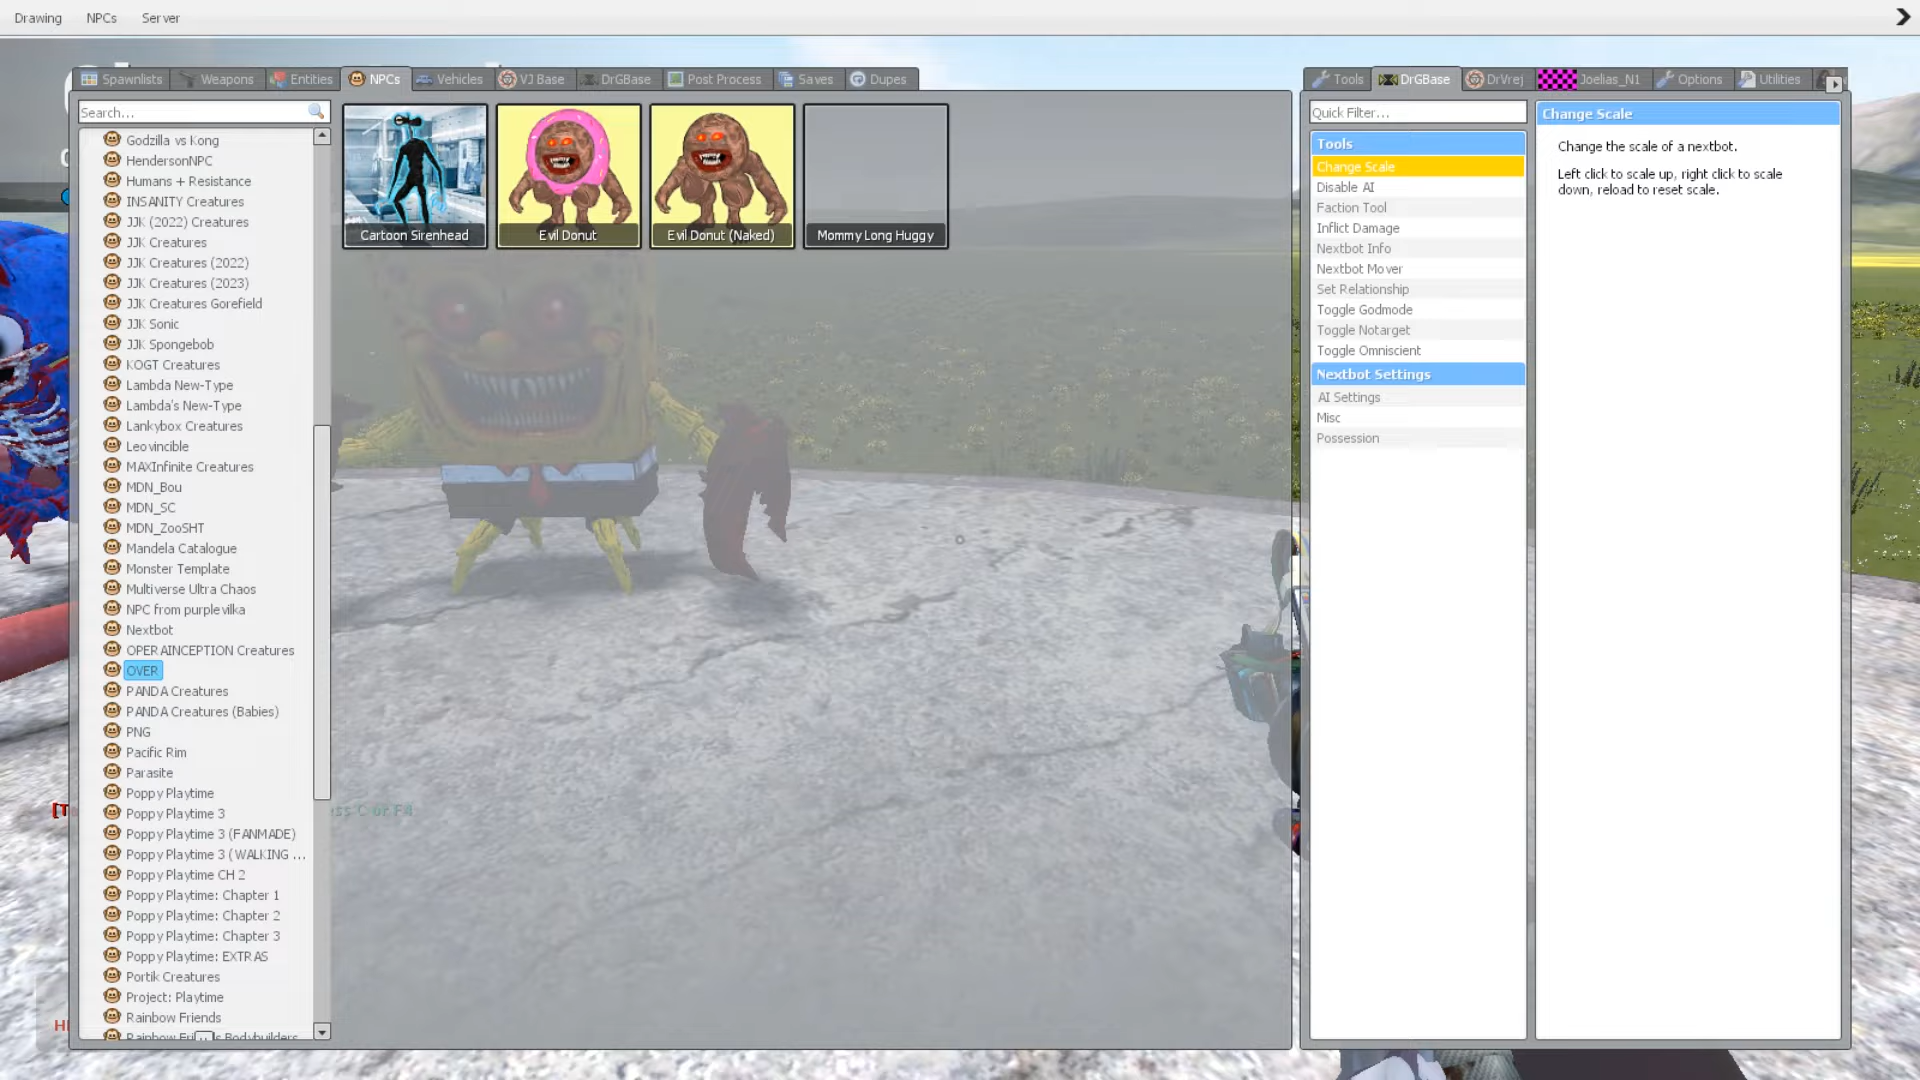 Drawing NPCs Server
Spawnlists Weapons Entities NPCs Vehicles VJ Base DrGBase Post Process Saves Dupes
Search...
Godzilla vs Kong
HendersonNPC
Humans + Resistance
INSANITY Creatures
JJK (2022) Creatures
JJK Creatures
JJK Creatures (2022)
JJK Creatures (2023)
JJK Creatures Gorefield
JJK Sonic
JJK Spongebob
KOGT Creatures
Lambda New-Type
Lambda's New-Type
Lankybox Creatures
Leovincible
MAXInfinite Creatures
MDN_Bou
MDN_SC
MDN_ZooSHT
Mandela Catalogue
Monster Template
Multiverse Ultra Chaos
NPC from purplevilka
Nextbot
OPERAINCEPTION Creatures
OVER
PANDA Creatures
PANDA Creatures (Babies)
PNG
Pacific Rim
Parasite
Poppy Playtime
Poppy Playtime 3
Poppy Playtime 3 (FANMADE)
Poppy Playtime 3 (WALKING ...
Poppy Playtime CH 2
Poppy Playtime: Chapter 1
Poppy Playtime: Chapter 2
Poppy Playtime: Chapter 3
Poppy Playtime: EXTRAS
Portik Creatures
Project: Playtime
Rainbow Friends
Cartoon Sirenhead
Evil Donut
Evil Donut (Naked)
Mommy Long Huggy
ss C or F4
Tools DrGBase DrVrej Joelias_N1 Options Utilities
Quick Filter...
Tools
Change Scale
Disable AI
Faction Tool
Inflict Damage
Nextbot Info
Nextbot Mover
Set Relationship
Toggle Godmode
Toggle Notarget
Toggle Omniscient
Nextbot Settings
AI Settings
Misc
Possession
Change Scale
Change the scale of a nextbot.
Left click to scale up, right click to scale
down, reload to reset scale.